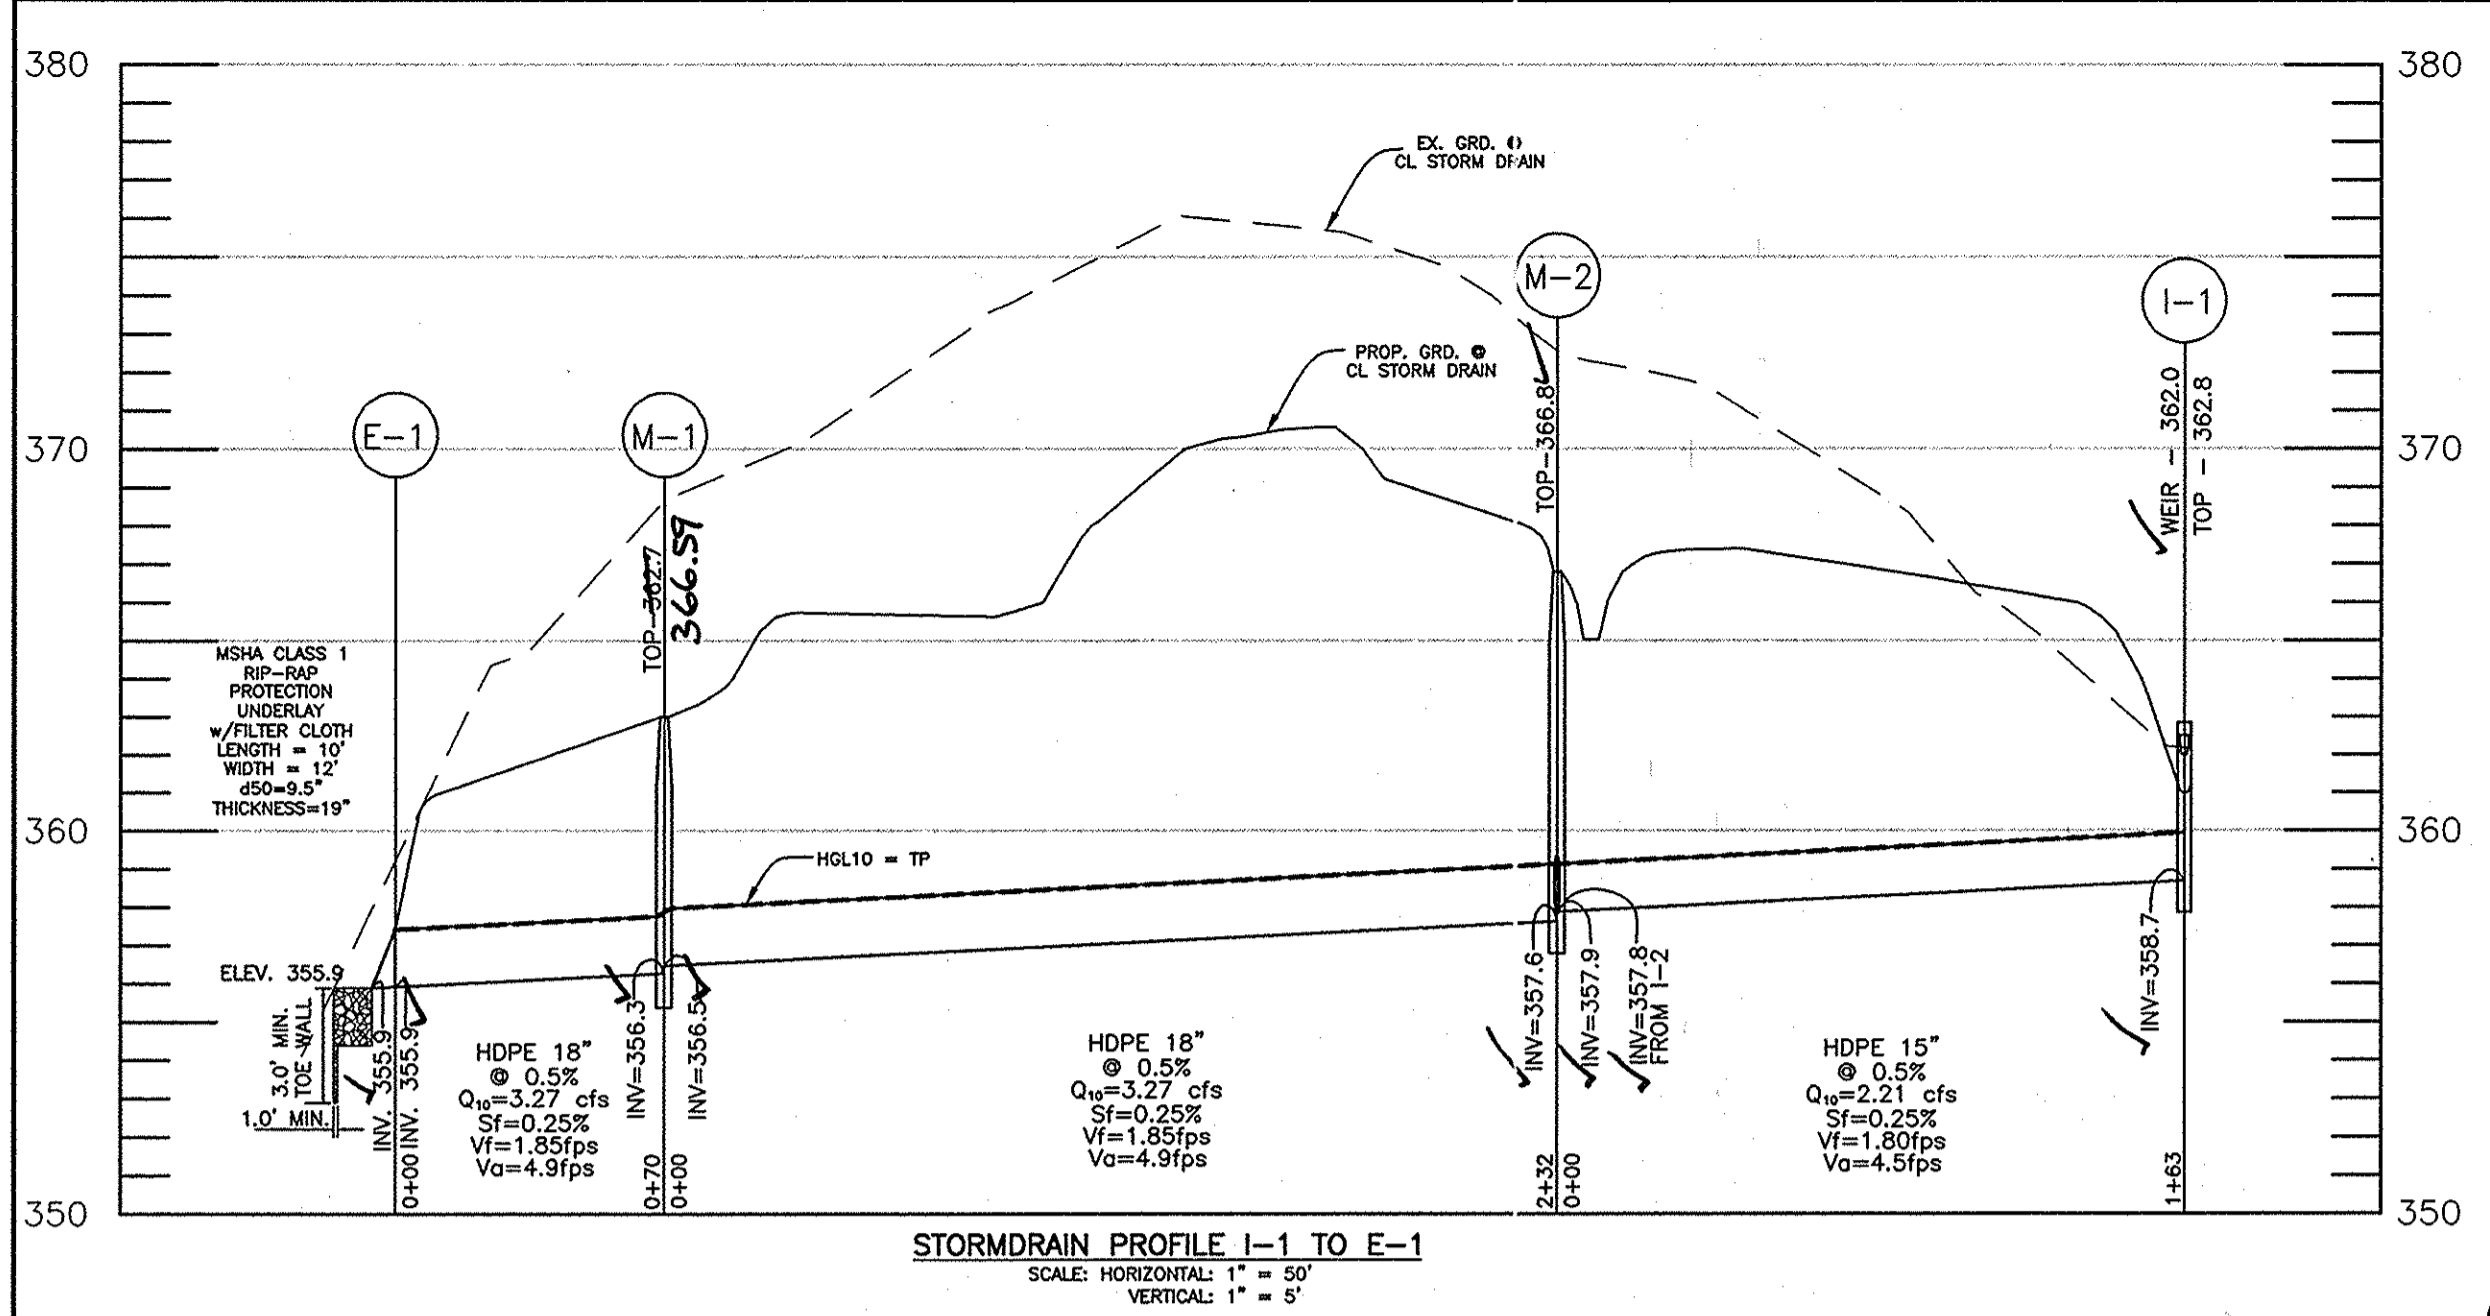 380
380
370
370
360
360
350
350
EX. GRD. @
CL STORM DRAIN
PROP. GRD. @
CL STORM DRAIN
E-1
M-1
M-2
I-1
TOP-362.7
366.59
TOP-366.8
WEIR - 362.0
TOP - 362.8
MSHA CLASS 1
RIP-RAP
PROTECTION
UNDERLAY
w/FILTER CLOTH
LENGTH = 10'
WIDTH = 12'
d50=9.5"
THICKNESS=19"
HGL10 = TP
ELEV. 355.9
3.0' MIN.
TOE WALL
1.0' MIN.
INV. 355.9
INV. 355.9
0+00
HDPE 18"
@ 0.5%
Q₁₀=3.27 cfs
Sf=0.25%
Vf=1.85fps
Va=4.9fps
INV=356.3
INV=356.5
0+70
0+00
HDPE 18"
@ 0.5%
Q₁₀=3.27 cfs
Sf=0.25%
Vf=1.85fps
Va=4.9fps
INV=357.6
INV=357.9
INV=357.8
FROM I-2
2+32
0+00
HDPE 15"
@ 0.5%
Q₁₀=2.21 cfs
Sf=0.25%
Vf=1.80fps
Va=4.5fps
INV=358.7
1+63
STORMDRAIN PROFILE I-1 TO E-1
SCALE: HORIZONTAL: 1" = 50'
VERTICAL: 1" = 5'